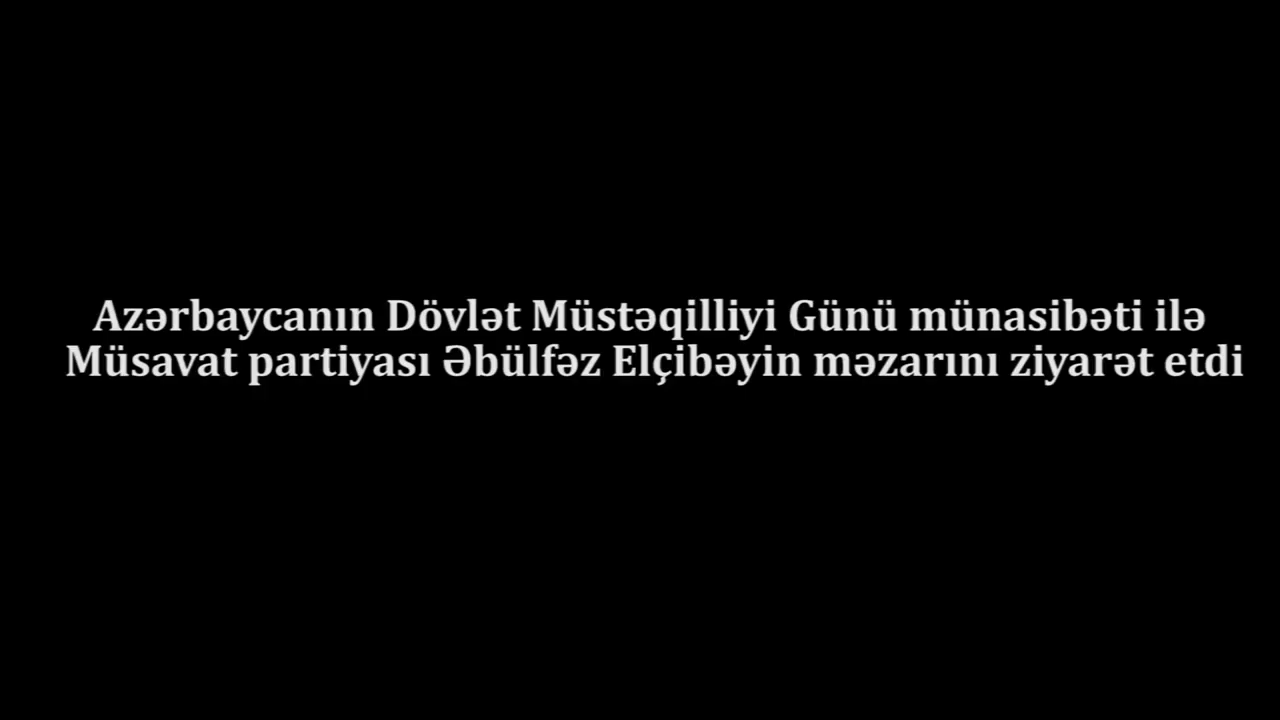 Azərbaycanın Dövlət Müstəqilliyi Günü münasibəti ilə
Müsavat partiyası Əbülfəz Elçibəyin məzarını ziyarət etdi